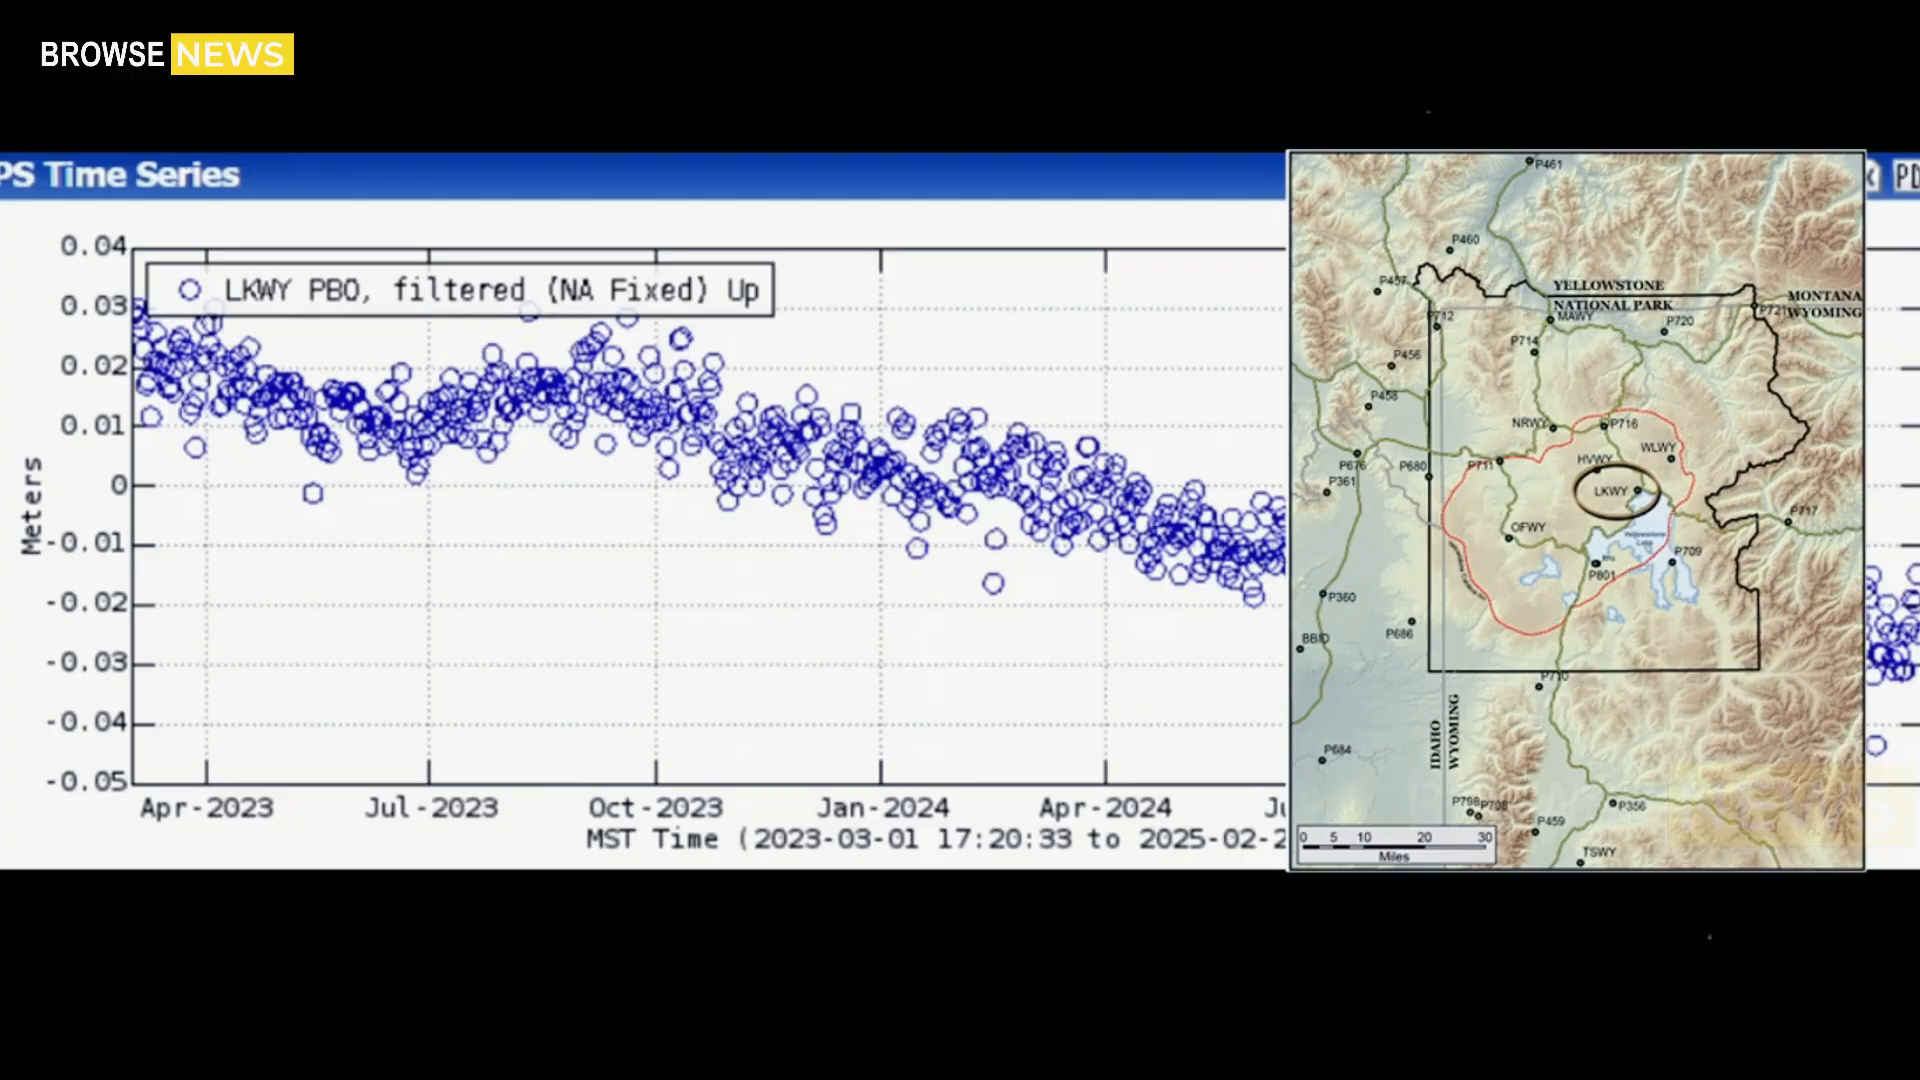 BROWSE NEWS
PS Time Series
PD
0.04
LKWY PBO, filtered (NA Fixed) Up
0.03
0.02
0.01
0
-0.01
-0.02
-0.03
-0.04
-0.05
Meters
Apr-2023 Jul-2023 Oct-2023 Jan-2024 Apr-2024 Ju
MST Time (2023-03-01 17:20:33 to 2025-02-2
P461
P460
P457
YELLOWSTONE
NATIONAL PARK
MONTANA
WYOMING
P712
MAWY
P720
P721
P714
P456
P458
NRWY
P716
WLWY
HVWY
P676
P680
P711
P361
LKWY
P717
OFWY
Yellowstone
Lake
P709
P801
P360
P686
BBID
P710
IDAHO
WYOMING
P684
P798
P708
P356
P459
TSWY
0 5 10 20 30
Miles